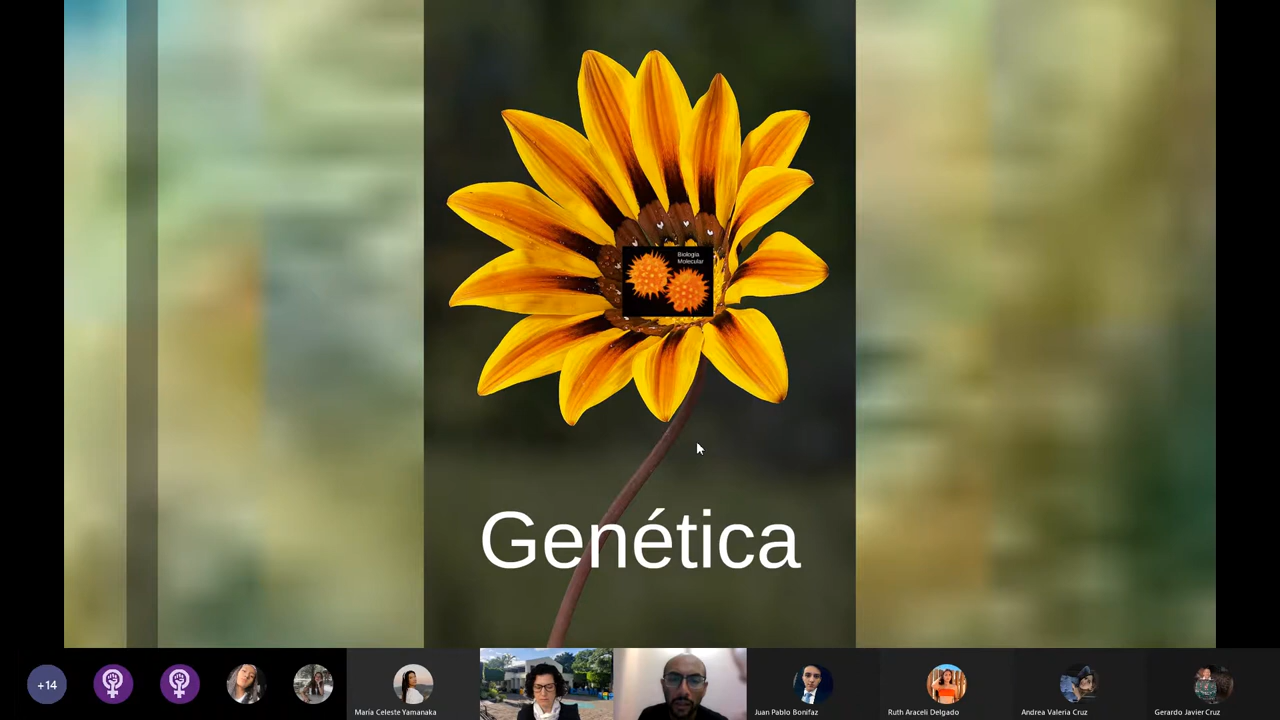 Biología
Molecular
Genética
+14
María Celeste Yamanaka
Juan Pablo Bonifaz
Ruth Araceli Delgado
Andrea Valeria Cruz
Gerardo Javier Cruz